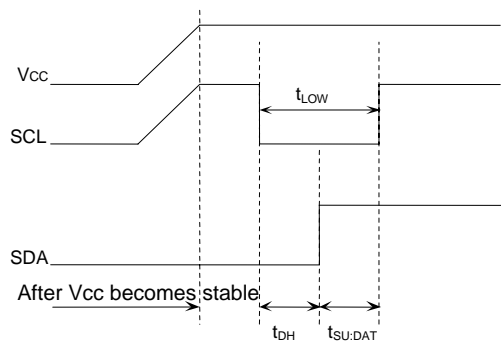 Vcc
tLOW
SCL
SDA
After Vcc becomes stable
tDH
tSU:DAT